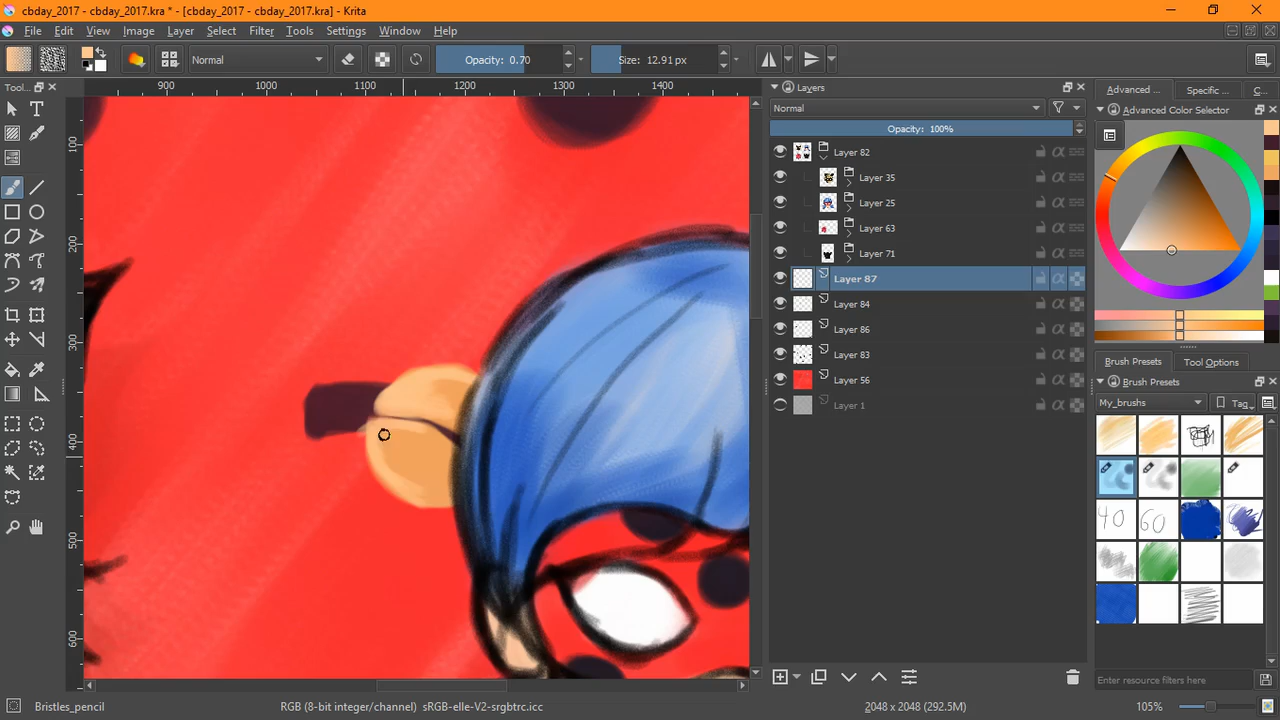 cbday_2017 - cbday_2017.kra * - [cbday_2017 - cbday_2017.kra] - Krita
File Edit View Image Layer Select Filter Tools Settings Window Help
Normal Opacity: 0.70 Size: 12.91 px
Tool...
900 1000 1100 1200 1300 1400
100
200
300
400
500
600
Layers
Normal
Opacity: 100%
Layer 82
Layer 35
Layer 25
Layer 63
Layer 71
Layer 87
Layer 84
Layer 86
Layer 83
Layer 56
Layer 1
Advanced ... Specific ... C...
Advanced Color Selector
Brush Presets Tool Options
Brush Presets
My_brushs Tag
40 60
Enter resource filters here
Bristles_pencil RGB (8-bit integer/channel) sRGB-elle-V2-srgbtrc.icc 2048 x 2048 (292.5M) 105%